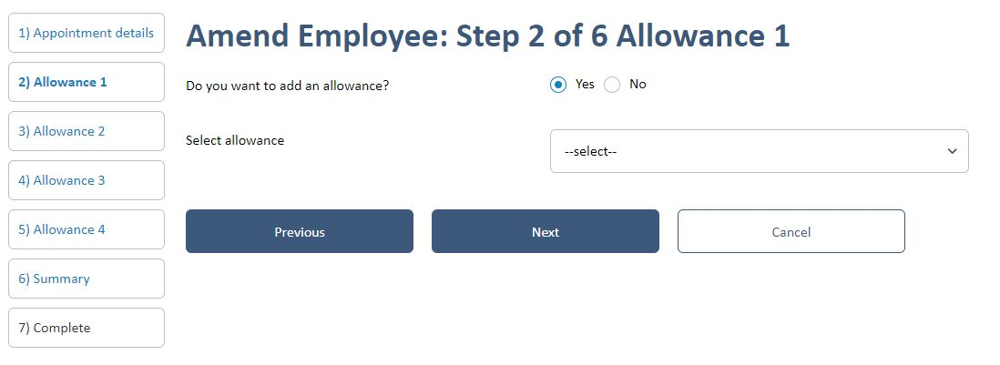 1) Appointment details
2) Allowance 1
3) Allowance 2
4) Allowance 3
5) Allowance 4
6) Summary
7) Complete
Amend Employee: Step 2 of 6 Allowance 1
Do you want to add an allowance? Yes No
Select allowance --select--
Previous Next Cancel